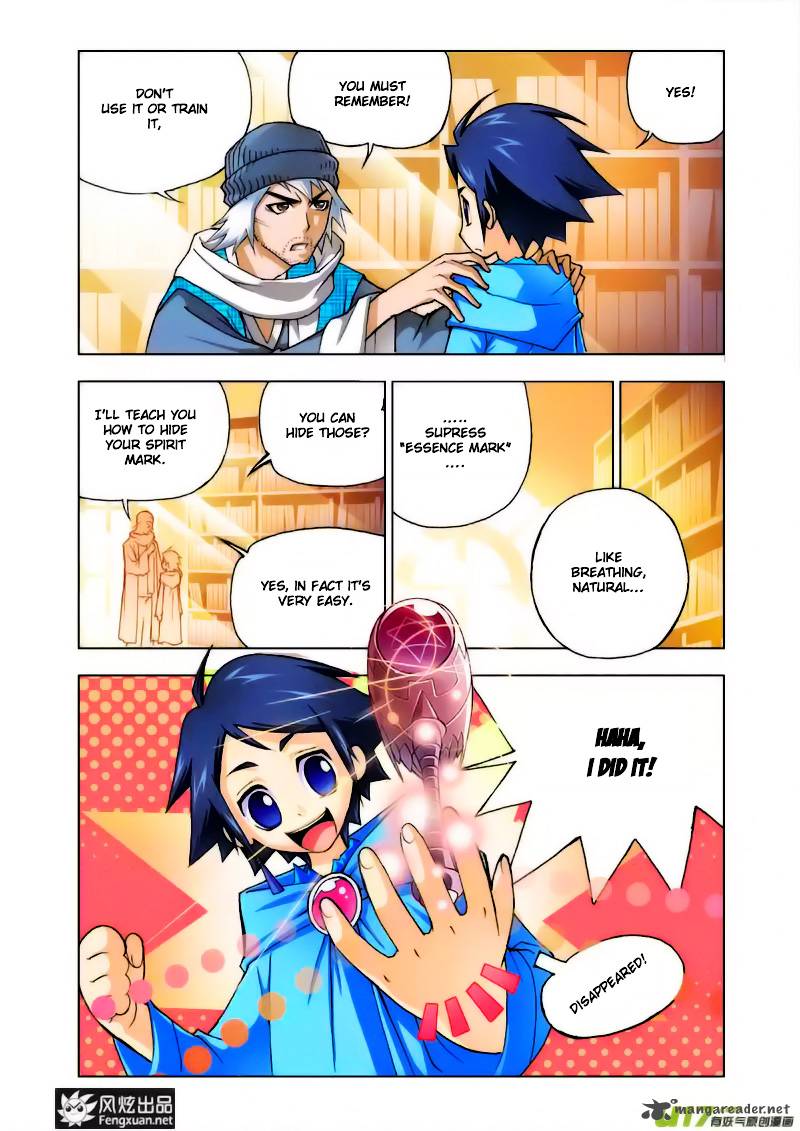 DON'T
USE IT OR TRAIN
IT,
YOU MUST
REMEMBER!
YES!
I'LL TEACH YOU
HOW TO HIDE
YOUR SPIRIT
MARK.
YOU CAN
HIDE THOSE?
YES, IN FACT IT'S
VERY EASY.
.....
SUPRESS
"ESSENCE MARK"
....
LIKE
BREATHING,
NATURAL...
HAHA,
I DID IT!
DISAPPEARED!
风炫出品
Fengxuan.net
mangareader.net
有妖气原创漫画